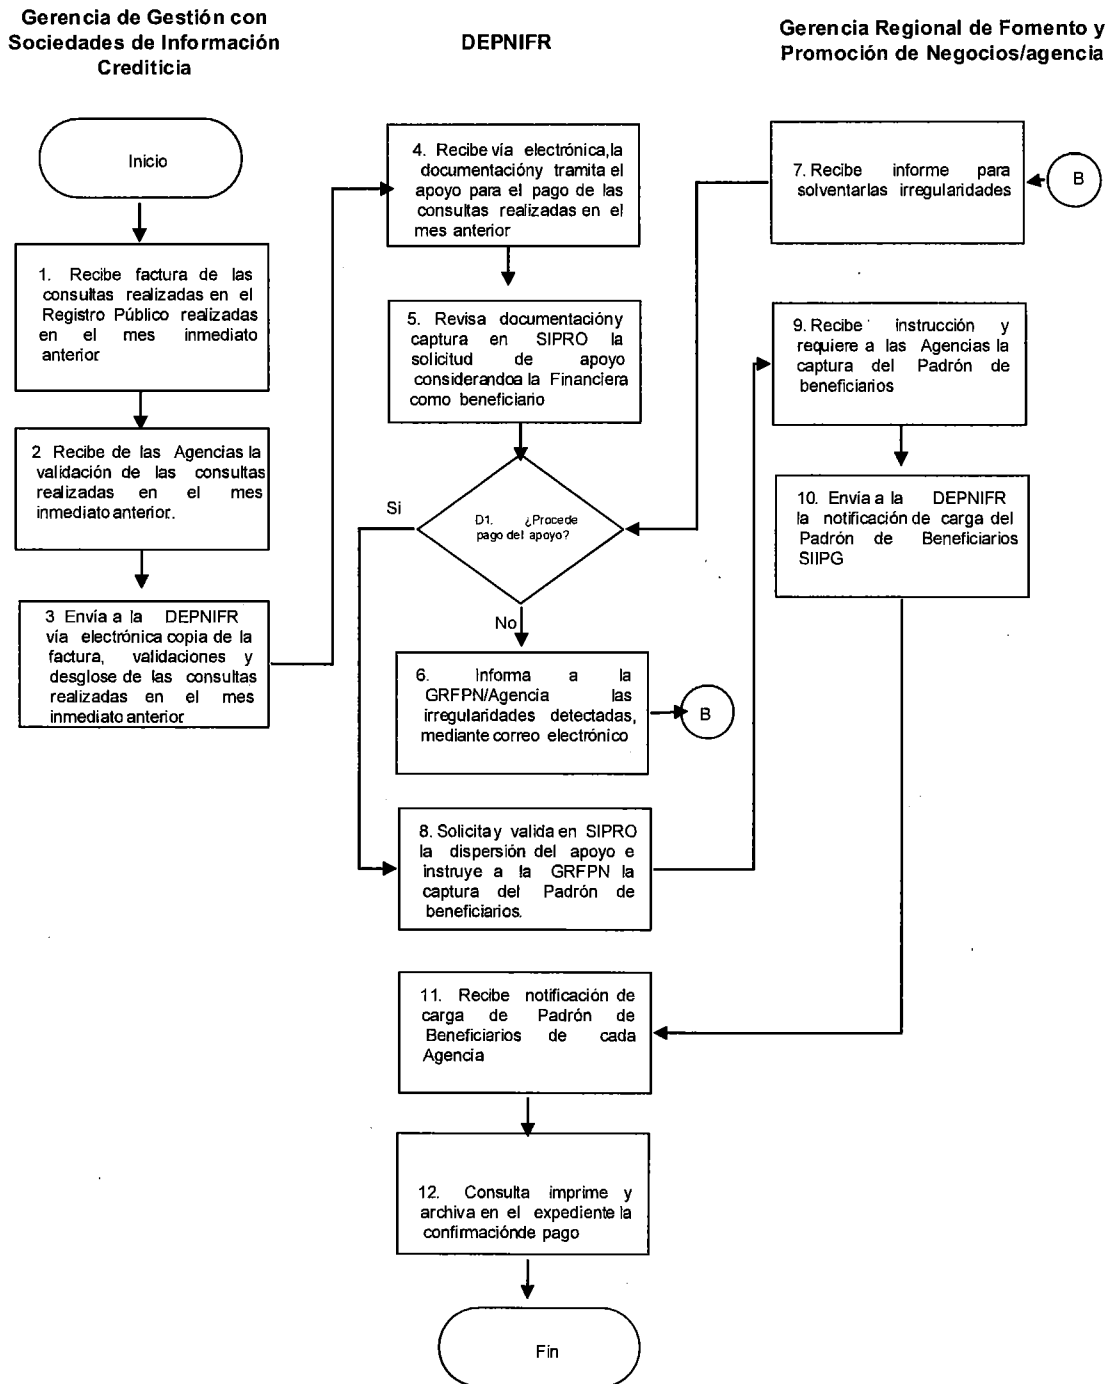 Gerencia de Gestión con
Sociedades de Información
Crediticia
DEPNIFR
Gerencia Regional de Fomento y
Promoción de Negocios/agencia
Inicio
1. Recibe factura de las
consultas realizadas en el
Registro Público realizadas
en el mes inmediato
anterior.
2 Recibe de las Agencias la
validación de las consultas
realizadas en el mes
inmediato anterior..
3 Envía a la DEPNIFR
vía electrónica copia de la
factura, validaciones y
desglose de las consultas
realizadas en el mes
inmediato anterior.
4. Recibe vía electrónica,la
documentacióny tramita el
apoyo para el pago de las
consultas realizadas en el
mes anterior
5. Revisa documentacióny
captura en SIPRO la
solicitud de apoyo
considerandoa la Financiera
como beneficiario
D1. ¿Procede
pago del apoyo?
Si
No
6. Informa a la
GRFPN/Agencia las
irregularidades detectadas,
mediante correo electrónico
B
7. Recibe informe para
solventarlas irregularidades
B
8. Solicitay valida en SIPRO
la dispersión del apoyo e
instruye a la GRFPN la
captura del Padrón de
beneficiarios.
9. Recibe instrucción y
requiere a las Agencias la
captura del Padrón de
beneficiarios
10. Envía a la DEPNIFR
la notificación de carga del
Padrón de Beneficiarios
SIIPG
11. Recibe notificación de
carga de Padrón de
Beneficiarios de cada
Agencia
12. Consulta imprime y
archiva en el expediente la
confirmaciónde pago
Fin